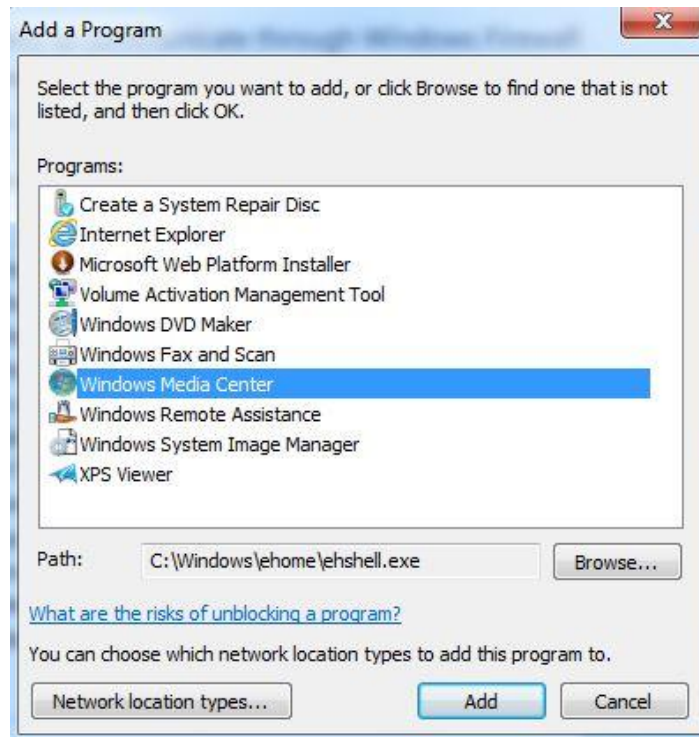 Add a Program
Select the program you want to add, or click Browse to find one that is not
listed, and then click OK.
Programs:
Create a System Repair Disc
Internet Explorer
Microsoft Web Platform Installer
Volume Activation Management Tool
Windows DVD Maker
Windows Fax and Scan
Windows Media Center
Windows Remote Assistance
Windows System Image Manager
XPS Viewer
Path: C:\Windows\ehome\ehshell.exe Browse...
What are the risks of unblocking a program?
You can choose which network location types to add this program to.
Network location types... Add Cancel